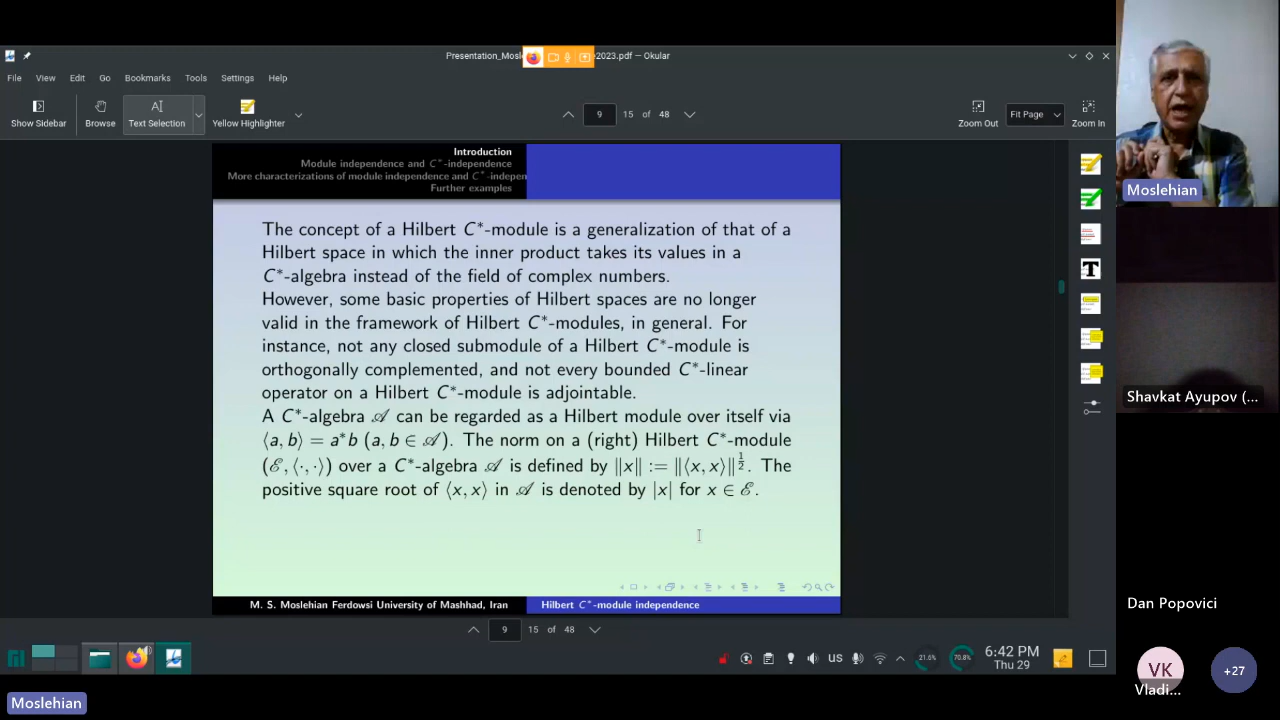 Presentation_Mosl
2023.pdf — Okular
File View Edit Go Bookmarks Tools Settings Help
Show Sidebar
Browse
AI
Text Selection
Yellow Highlighter
9 15 of 48
Zoom Out
Fit Page
Zoom In
Introduction
Module independence and C*-independence
More characterizations of module independence and C*-indepen
Further examples
The concept of a Hilbert C*-module is a generalization of that of a
Hilbert space in which the inner product takes its values in a
C*-algebra instead of the field of complex numbers.
However, some basic properties of Hilbert spaces are no longer
valid in the framework of Hilbert C*-modules, in general. For
instance, not any closed submodule of a Hilbert C*-module is
orthogonally complemented, and not every bounded C*-linear
operator on a Hilbert C*-module is adjointable.
A C*-algebra 𝒜 can be regarded as a Hilbert module over itself via
⟨a, b⟩ = a*b (a, b ∈ 𝒜). The norm on a (right) Hilbert C*-module
(ℰ, ⟨·, ·⟩) over a C*-algebra 𝒜 is defined by ‖x‖ := ‖⟨x, x⟩‖^{1/2}. The
positive square root of ⟨x, x⟩ in 𝒜 is denoted by |x| for x ∈ ℰ.
M. S. Moslehian Ferdowsi University of Mashhad, Iran
Hilbert C*-module independence
9 15 of 48
21.6%
70.8%
US
6:42 PM
Thu 29
Moslehian
Moslehian
T
Shavkat Ayupov (...
Dan Popovici
VK
Vladi...
+27